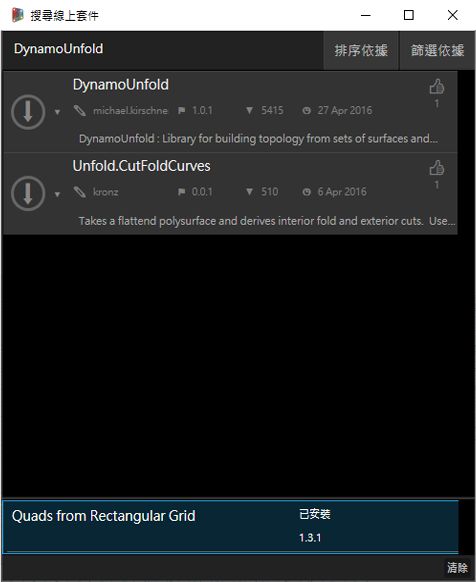 搜尋線上套件
DynamoUnfold 排序依據 篩選依據
DynamoUnfold
michael.kirschne 1.0.1 5415 27 Apr 2016 1
DynamoUnfold : Library for building topology from sets of surfaces and...
Unfold.CutFoldCurves
kronz 0.0.1 510 6 Apr 2016 1
Takes a flattend polysurface and derives interior fold and exterior cuts. Use...
Quads from Rectangular Grid 已安裝
1.3.1
清除